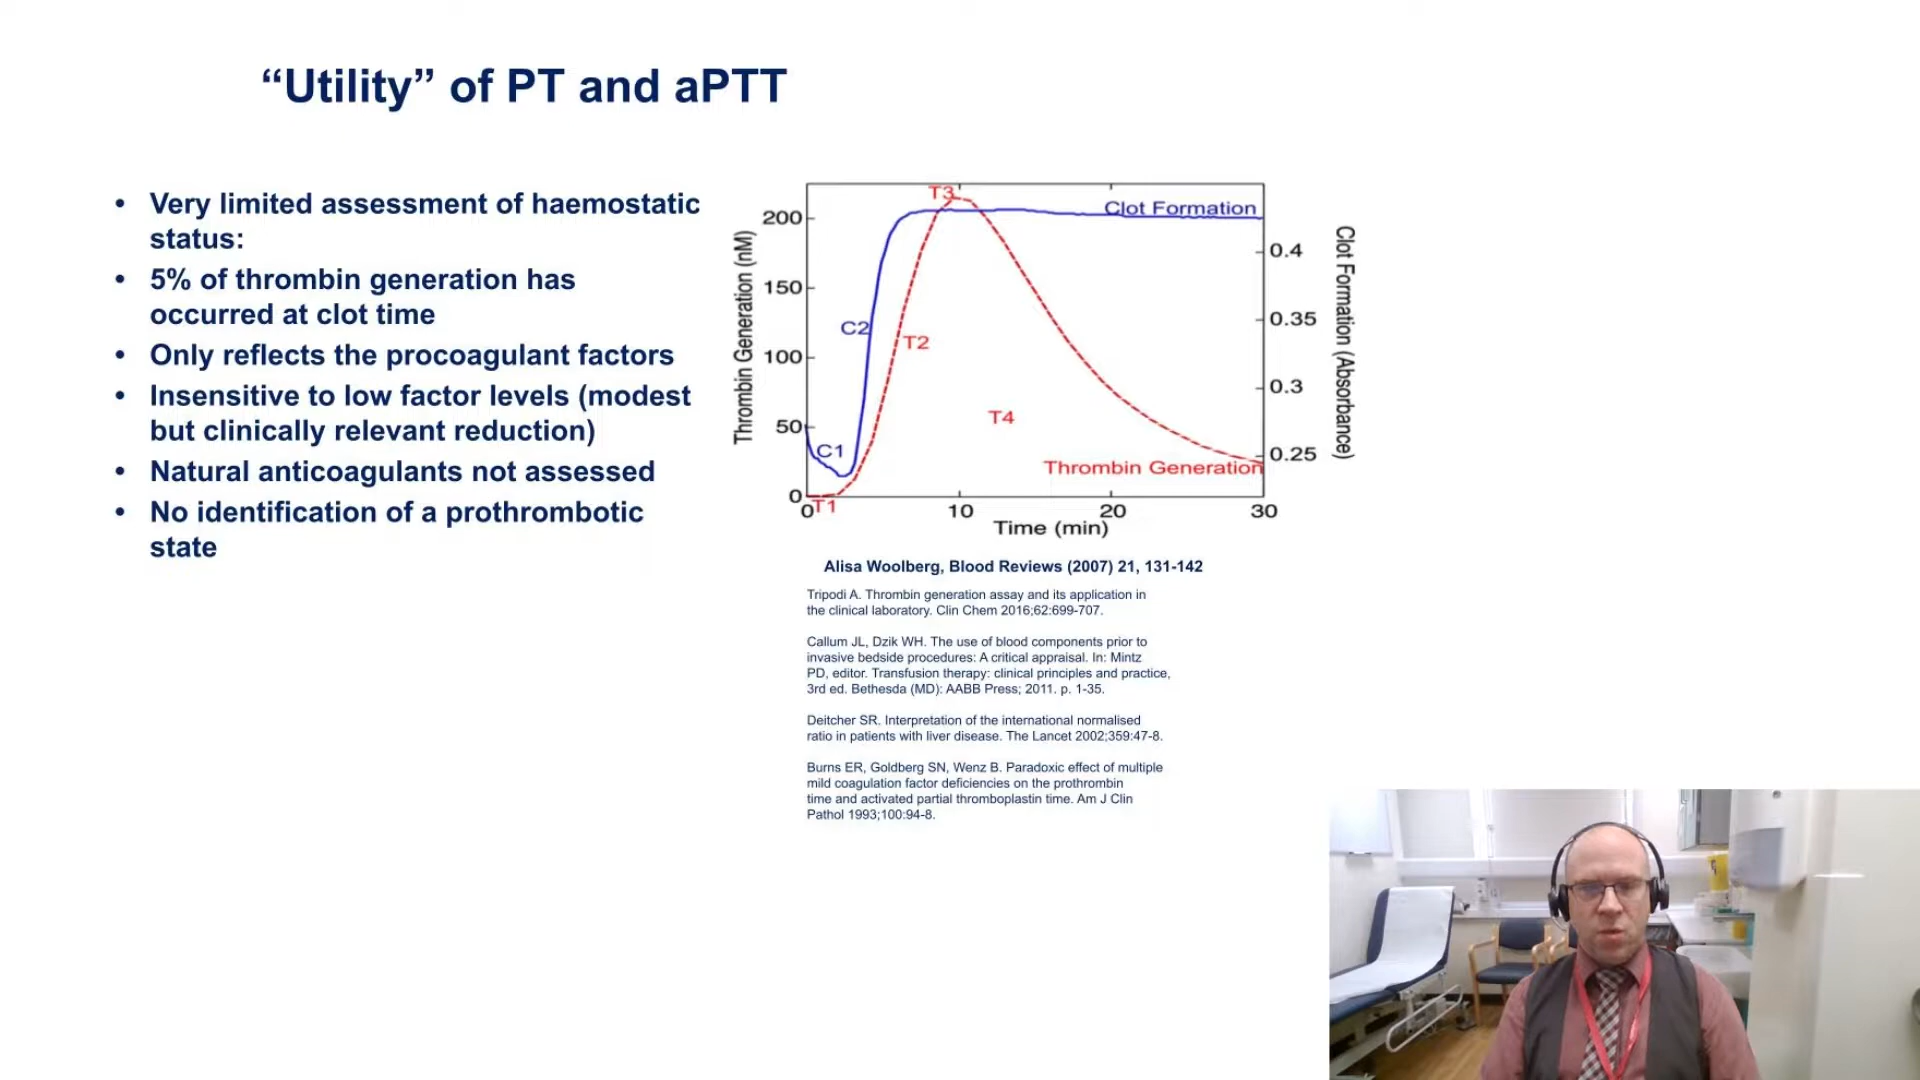 “Utility” of PT and aPTT
• Very limited assessment of haemostatic
status:
• 5% of thrombin generation has
occurred at clot time
• Only reflects the procoagulant factors
• Insensitive to low factor levels (modest
but clinically relevant reduction)
• Natural anticoagulants not assessed
• No identification of a prothrombotic
state
Thrombin Generation (nM)
200
150
100
50
0
T3
Clot Formation
C2
T2
C1
T4
Thrombin Generation
T1
0 10 20 30
Time (min)
0.4
0.35
0.3
0.25
Clot Formation (Absorbance)
Alisa Woolberg, Blood Reviews (2007) 21, 131-142
Tripodi A. Thrombin generation assay and its application in
the clinical laboratory. Clin Chem 2016;62:699-707.
Callum JL, Dzik WH. The use of blood components prior to
invasive bedside procedures: A critical appraisal. In: Mintz
PD, editor. Transfusion therapy: clinical principles and practice,
3rd ed. Bethesda (MD): AABB Press; 2011. p. 1-35.
Deitcher SR. Interpretation of the international normalised
ratio in patients with liver disease. The Lancet 2002;359:47-8.
Burns ER, Goldberg SN, Wenz B. Paradoxic effect of multiple
mild coagulation factor deficiencies on the prothrombin
time and activated partial thromboplastin time. Am J Clin
Pathol 1993;100:94-8.